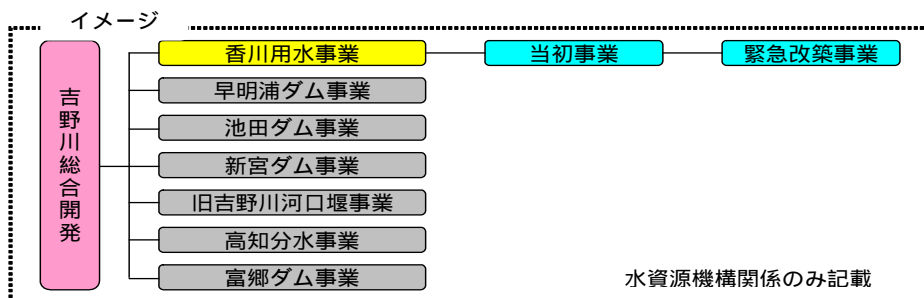 イメージ
吉野川総合開発
香川用水事業
当初事業
緊急改築事業
早明浦ダム事業
池田ダム事業
新宮ダム事業
旧吉野川河口堰事業
高知分水事業
富郷ダム事業
水資源機構関係のみ記載